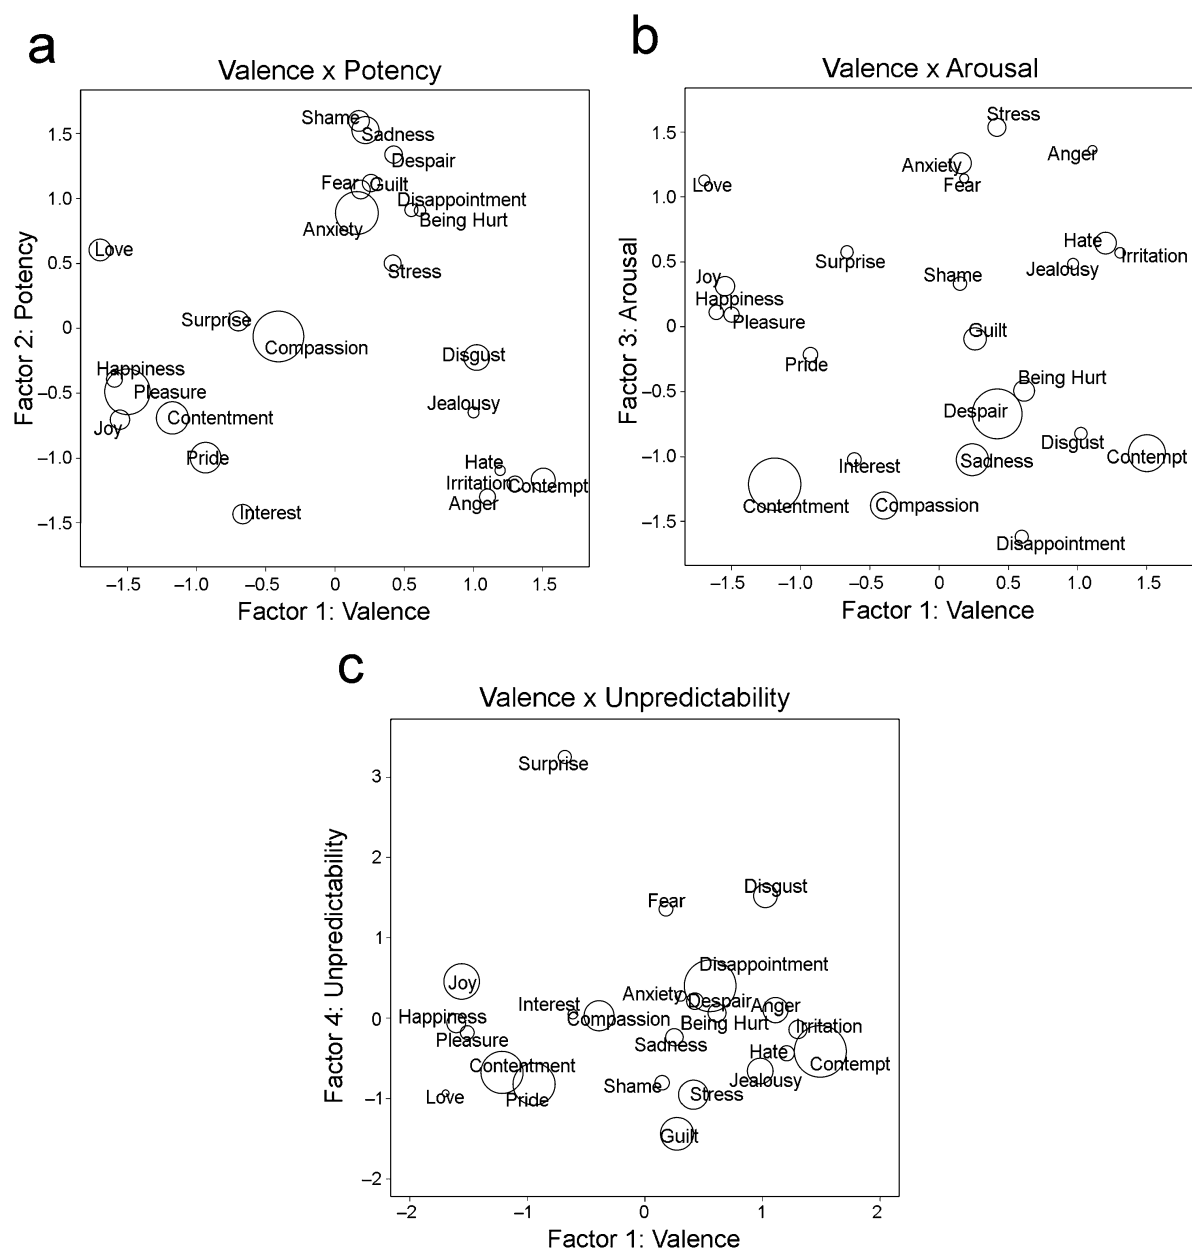 a
Valence x Potency
Factor 2: Potency
1.5
1.0
0.5
0
–0.5
–1.0
–1.5
Shame
Sadness
Despair
Fear
Guilt
Disappointment
Being Hurt
Anxiety
Love
Stress
Surprise
Compassion
Disgust
Happiness
Pleasure
Jealousy
Contentment
Joy
Pride
Hate
Irritation
Contempt
Anger
Interest
–1.5
–1.0
–0.5
0
0.5
1.0
1.5
Factor 1: Valence
b
Valence x Arousal
Factor 3: Arousal
1.5
1.0
0.5
0
–0.5
–1.0
–1.5
Stress
Anger
Anxiety
Fear
Love
Hate
Irritation
Surprise
Jealousy
Shame
Joy
Happiness
Pleasure
Guilt
Pride
Being Hurt
Despair
Disgust
Contempt
Sadness
Interest
Contentment
Compassion
Disappointment
–1.5
–1.0
–0.5
0
0.5
1.0
1.5
Factor 1: Valence
c
Valence x Unpredictability
Factor 4: Unpredictability
3
2
1
0
–1
–2
Surprise
Disgust
Fear
Disappointment
Joy
Anxiety
Despair
Interest
Anger
Happiness
Compassion
Being Hurt
Irritation
Pleasure
Sadness
Hate
Contentment
Contempt
Jealousy
Shame
Stress
Love
Pride
Guilt
–2
–1
0
1
2
Factor 1: Valence